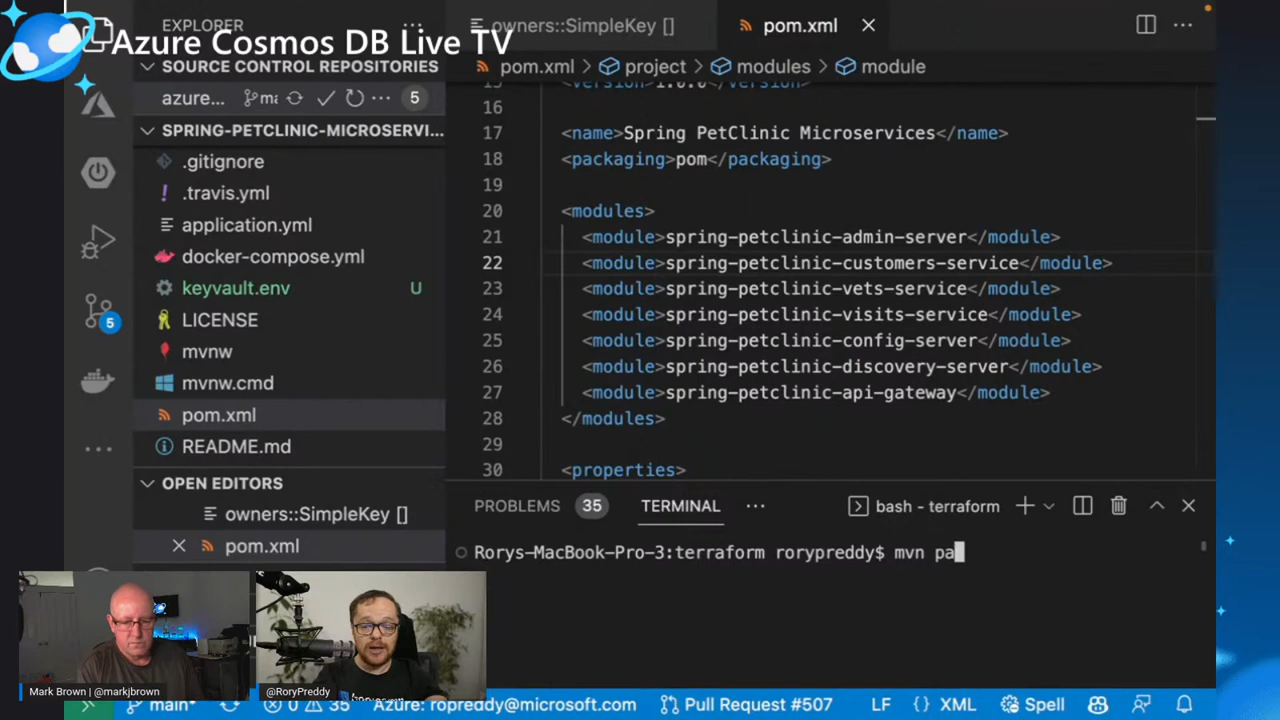 Azure Cosmos DB Live TV
EXPLORER
owners::SimpleKey []
pom.xml
SOURCE CONTROL REPOSITORIES
azure...
5
pom.xml > project > modules > module
SPRING-PETCLINIC-MICROSERVI...
.gitignore
.travis.yml
application.yml
docker-compose.yml
keyvault.env U
LICENSE
mvnw
mvnw.cmd
pom.xml
README.md
OPEN EDITORS
owners::SimpleKey []
pom.xml
5
15 <version>1.0.0</version>
16
17 <name>Spring PetClinic Microservices</name>
18 <packaging>pom</packaging>
19
20 <modules>
21 <module>spring-petclinic-admin-server</module>
22 <module>spring-petclinic-customers-service</module>
23 <module>spring-petclinic-vets-service</module>
24 <module>spring-petclinic-visits-service</module>
25 <module>spring-petclinic-config-server</module>
26 <module>spring-petclinic-discovery-server</module>
27 <module>spring-petclinic-api-gateway</module>
28 </modules>
29
30 <properties>
PROBLEMS 35 TERMINAL ... bash - terraform
Rorys-MacBook-Pro-3:terraform rorypreddy$ mvn pa
Mark Brown | @markjbrown
@RoryPreddy
main* 0 35 Azure: ropreddy@microsoft.com Pull Request #507 LF {} XML Spell